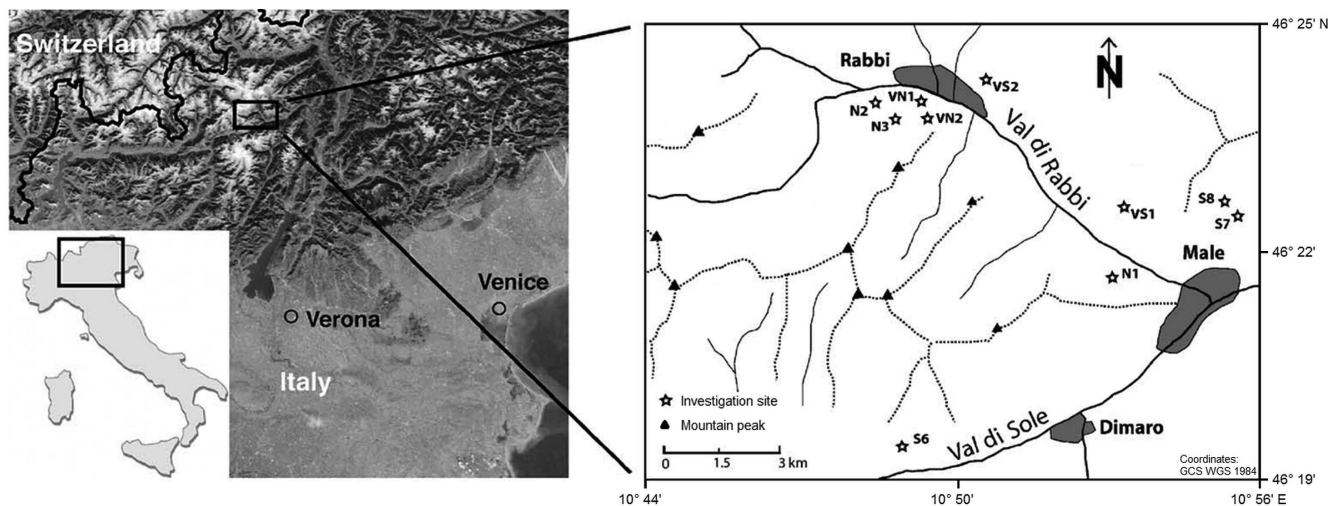 Switzerland
Venice
Verona
Italy
46° 25' N
Rabbi
VS2
N2
VN1
N3
VN2
N
Val di Rabbi
VS1
S8
S7
46° 22'
Male
N1
Investigation site
Mountain peak
0 1.5 3 km
S6
Val di Sole
Dimaro
Coordinates:
GCS WGS 1984
46° 19'
10° 44' 10° 50' 10° 56' E